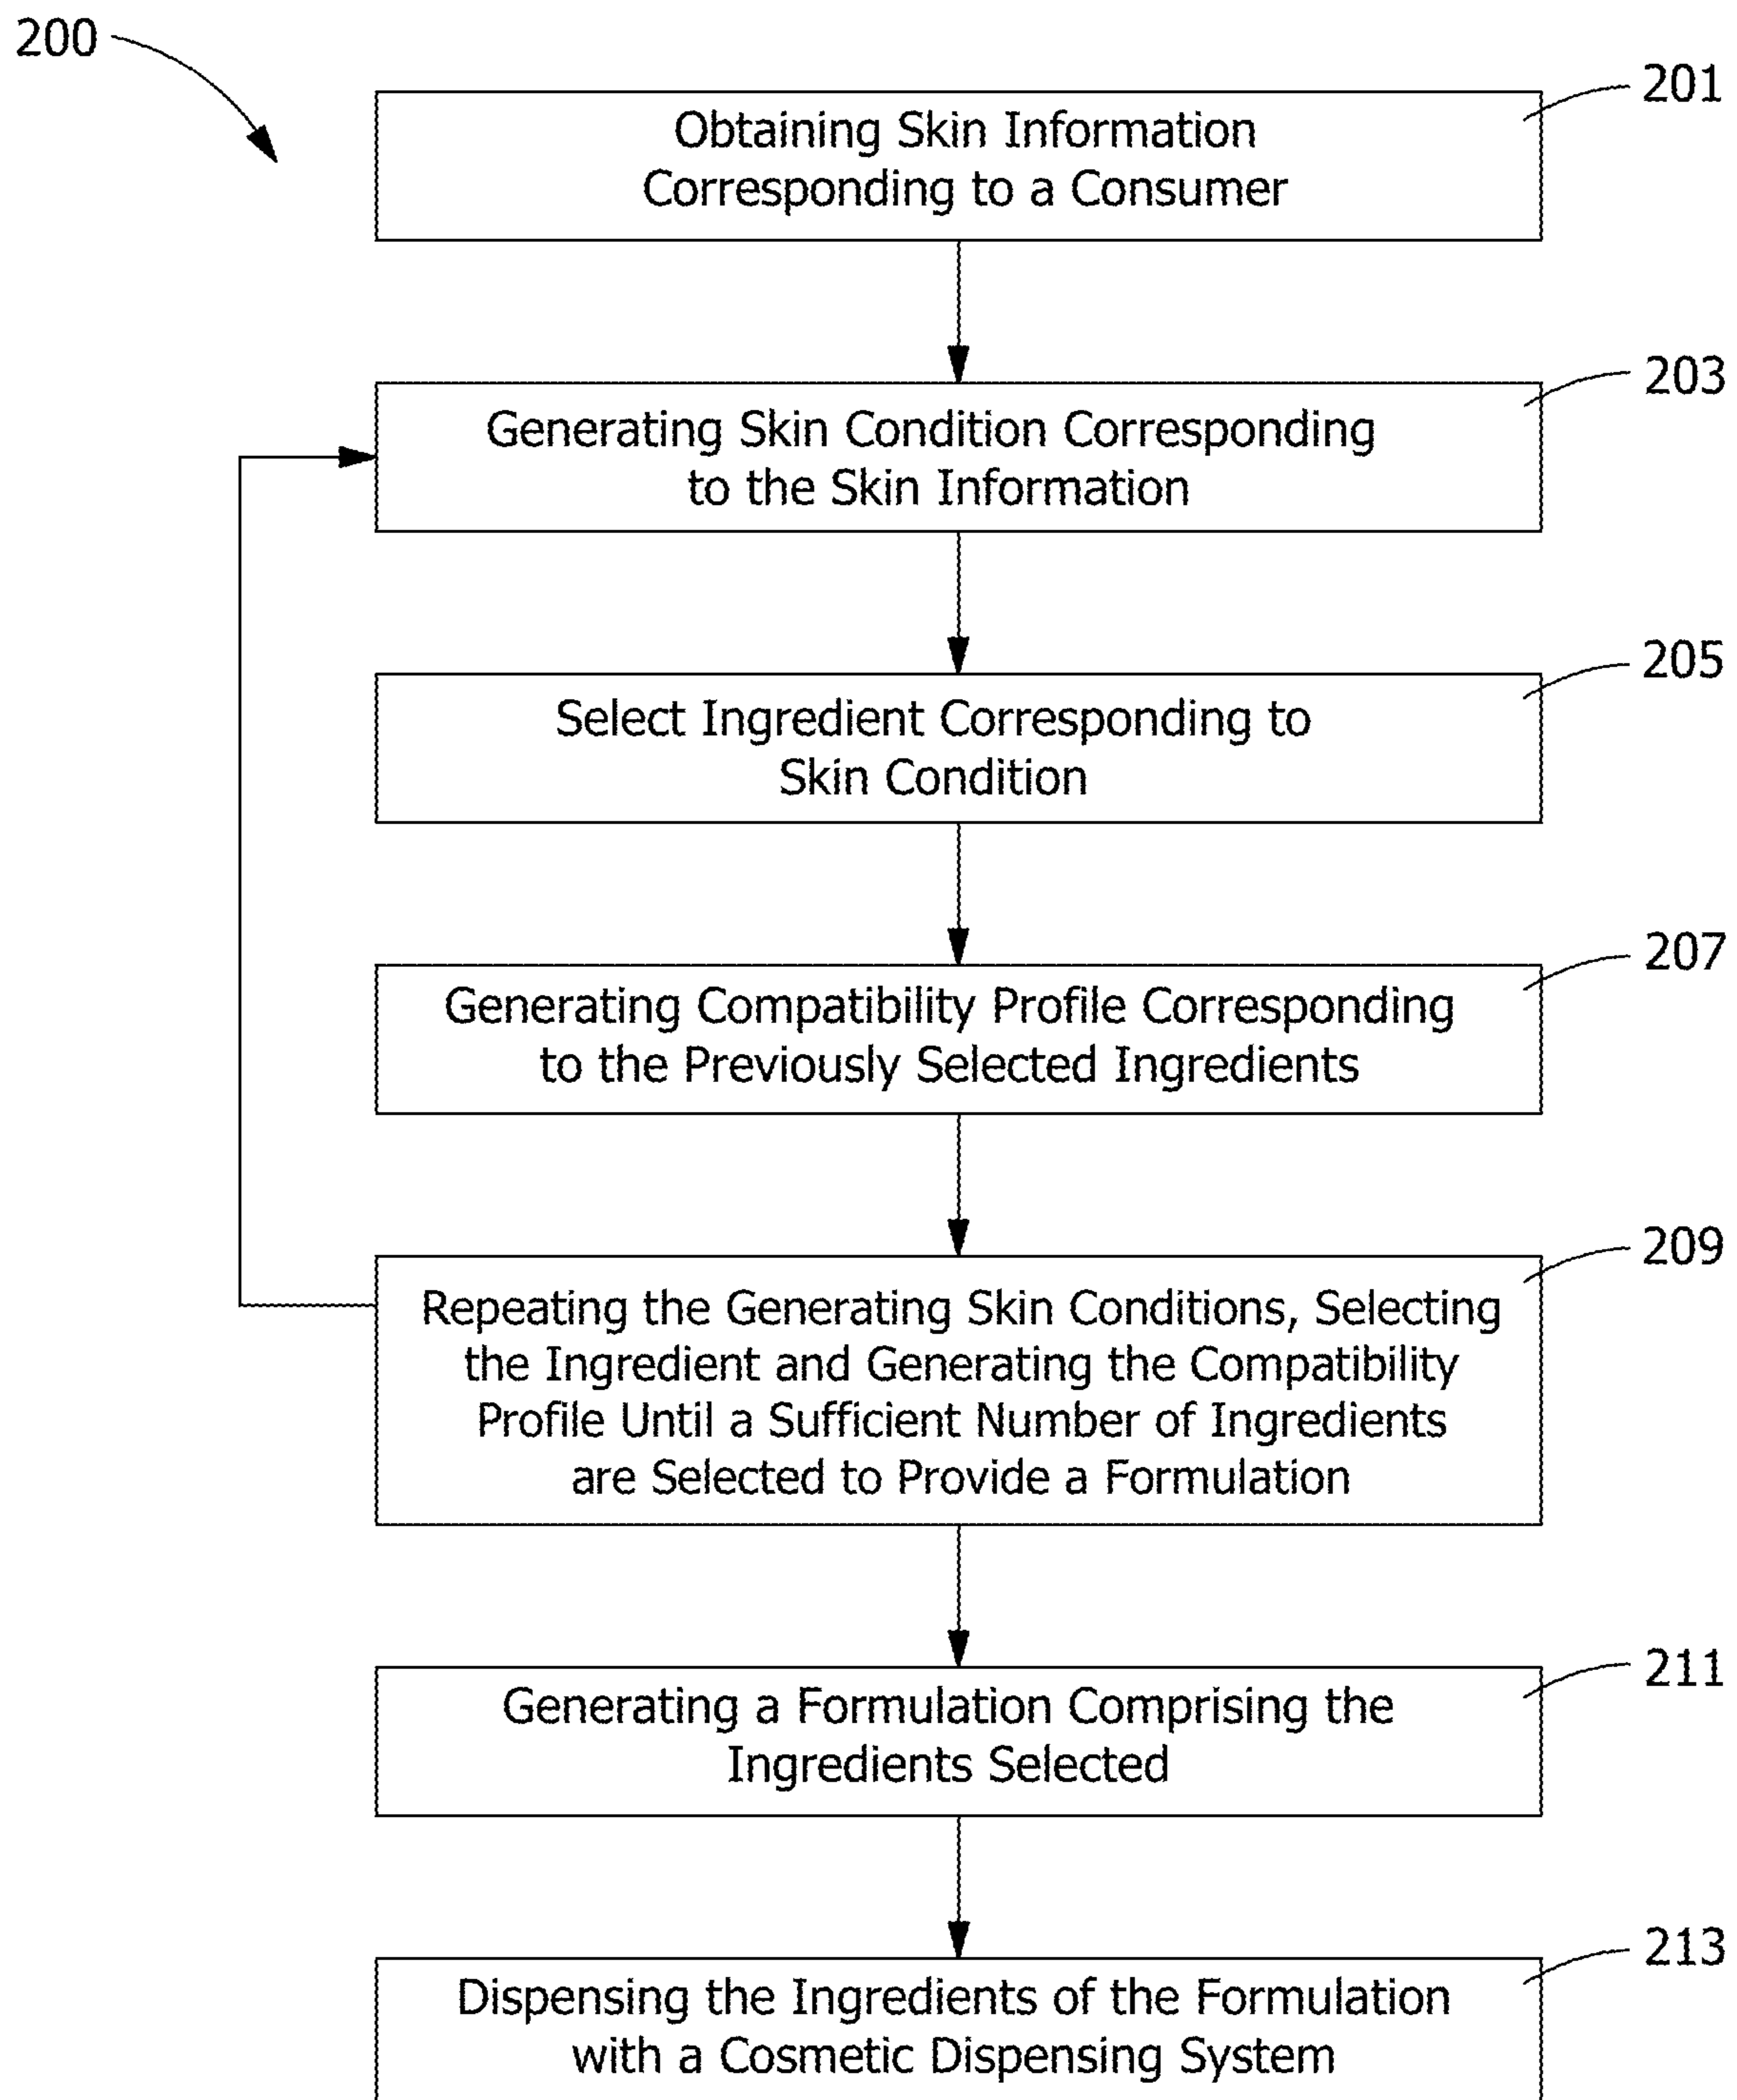 200
201
Obtaining Skin Information
Corresponding to a Consumer
203
Generating Skin Condition Corresponding
to the Skin Information
205
Select Ingredient Corresponding to
Skin Condition
207
Generating Compatibility Profile Corresponding
to the Previously Selected Ingredients
209
Repeating the Generating Skin Conditions, Selecting
the Ingredient and Generating the Compatibility
Profile Until a Sufficient Number of Ingredients
are Selected to Provide a Formulation
211
Generating a Formulation Comprising the
Ingredients Selected
213
Dispensing the Ingredients of the Formulation
with a Cosmetic Dispensing System